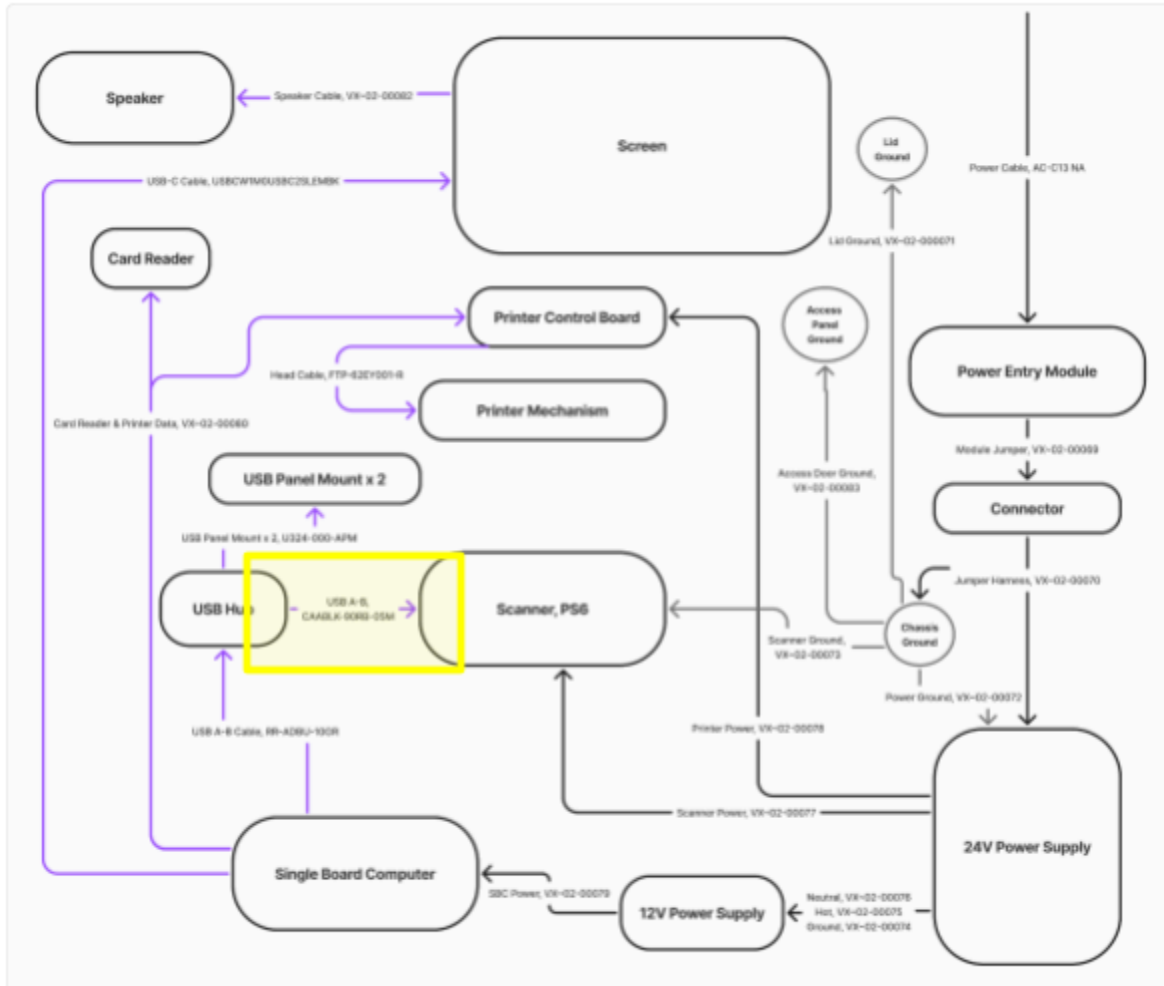 Speaker
Speaker Cable, VX-02-00082
Screen
Lid
Ground
Power Cable, AC-C13 NA
USB-C Cable, USBCW1M0USBC2SLEMBK
Lid Ground, VX-02-000071
Card Reader
Printer Control Board
Access
Panel
Ground
Head Cable, FTP-62EY001-R
Power Entry Module
Printer Mechanism
Card Reader & Printer Data, VX-02-00080
Module Jumper, VX-02-00069
USB Panel Mount x 2
Access Door Ground,
VX-02-00083
Connector
USB Panel Mount x 2, U324-000-APM
Jumper Harness, VX-02-00070
USB Hub
USB A-B,
Scanner, PS6
Chassis
Ground
Scanner Ground,
VX-02-00073
Power Ground, VX-02-00072
USB A-B Cable,
Printer Power, VX-02-00078
Scanner Power, VX-02-00077
24V Power Supply
Single Board Computer
SBC Power, VX-02-00079
12V Power Supply
Neutral, VX-02-00076
Hot, VX-02-00075
Ground, VX-02-00074